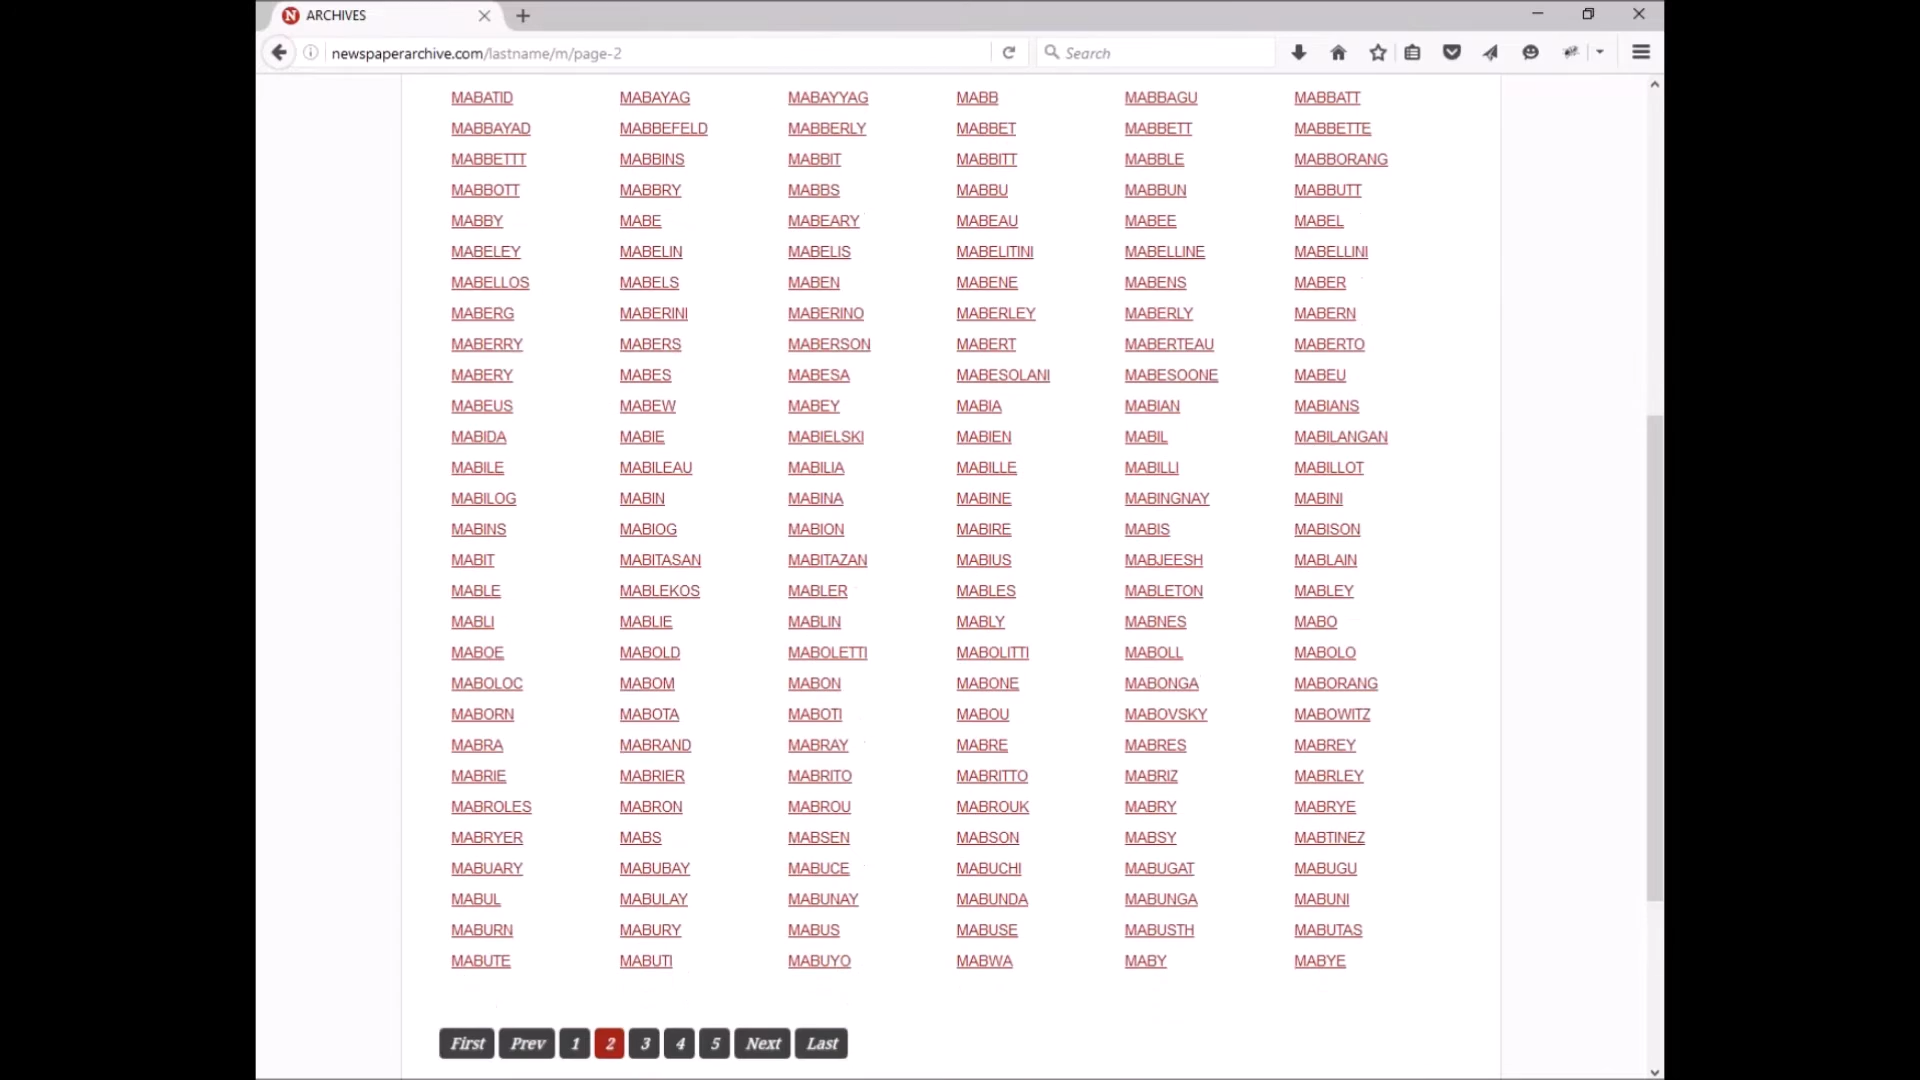 ARCHIVES
newspaperarchive.com/lastname/m/page-2
Search
MABATID MABAYAG MABAYYAG MABB MABBAGU MABBATT
MABBAYAD MABBEFELD MABBERLY MABBET MABBETT MABBETTE
MABBETTT MABBINS MABBIT MABBITT MABBLE MABBORANG
MABBOTT MABBRY MABBS MABBU MABBUN MABBUTT
MABBY MABE MABEARY MABEAU MABEE MABEL
MABELEY MABELIN MABELIS MABELITINI MABELLINE MABELLINI
MABELLOS MABELS MABEN MABENE MABENS MABER
MABERG MABERINI MABERINO MABERLEY MABERLY MABERN
MABERRY MABERS MABERSON MABERT MABERTEAU MABERTO
MABERY MABES MABESA MABESOLANI MABESOONE MABEU
MABEUS MABEW MABEY MABIA MABIAN MABIANS
MABIDA MABIE MABIELSKI MABIEN MABIL MABILANGAN
MABILE MABILEAU MABILIA MABILLE MABILLI MABILLOT
MABILOG MABIN MABINA MABINE MABINGNAY MABINI
MABINS MABIOG MABION MABIRE MABIS MABISON
MABIT MABITASAN MABITAZAN MABIUS MABJEESH MABLAIN
MABLE MABLEKOS MABLER MABLES MABLETON MABLEY
MABLI MABLIE MABLIN MABLY MABNES MABO
MABOE MABOLD MABOLETTI MABOLITTI MABOLL MABOLO
MABOLOC MABOM MABON MABONE MABONGA MABORANG
MABORN MABOTA MABOTI MABOU MABOVSKY MABOWITZ
MABRA MABRAND MABRAY MABRE MABRES MABREY
MABRIE MABRIER MABRITO MABRITTO MABRIZ MABRLEY
MABROLES MABRON MABROU MABROUK MABRY MABRYE
MABRYER MABS MABSEN MABSON MABSY MABTINEZ
MABUARY MABUBAY MABUCE MABUCHI MABUGAT MABUGU
MABUL MABULAY MABUNAY MABUNDA MABUNGA MABUNI
MABURN MABURY MABUS MABUSE MABUSTH MABUTAS
MABUTE MABUTI MABUYO MABWA MABY MABYE
First Prev 1 2 3 4 5 Next Last